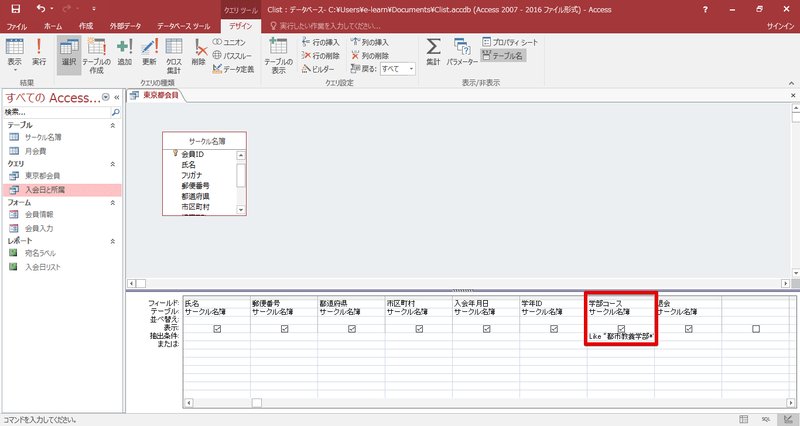 クエリ ツール
Clist : データベース- C:¥Users¥e-learn¥Documents¥Clist.accdb (Access 2007 - 2016 ファイル形式) - Access
ファイル ホーム 作成 外部データ データベース ツール デザイン 実行したい作業を入力してください... サインイン
表示 実行 選択 テーブルの作成 追加 更新 クロス集計 削除 ユニオン パススルー データ定義
テーブルの表示 行の挿入 行の削除 ビルダー 列の挿入 列の削除 戻る: すべて
集計 パラメーター プロパティ シート テーブル名
結果 クエリの種類 クエリ設定 表示/非表示
すべての Access...
検索...
テーブル
サークル名簿
月会費
クエリ
東京都会員
入会日と所属
フォーム
会員情報
会員入力
レポート
宛名ラベル
入会日リスト
東京都会員
サークル名簿
会員ID
氏名
フリガナ
郵便番号
都道府県
市区町村
フィールド: 氏名 郵便番号 都道府県 市区町村 入会年月日 学年ID 学部コース 退会
テーブル: サークル名簿 サークル名簿 サークル名簿 サークル名簿 サークル名簿 サークル名簿 サークル名簿 サークル名簿
並べ替え:
表示:
抽出条件: Like "都市教養学部*"
または:
コマンドを入力してください。
SQL